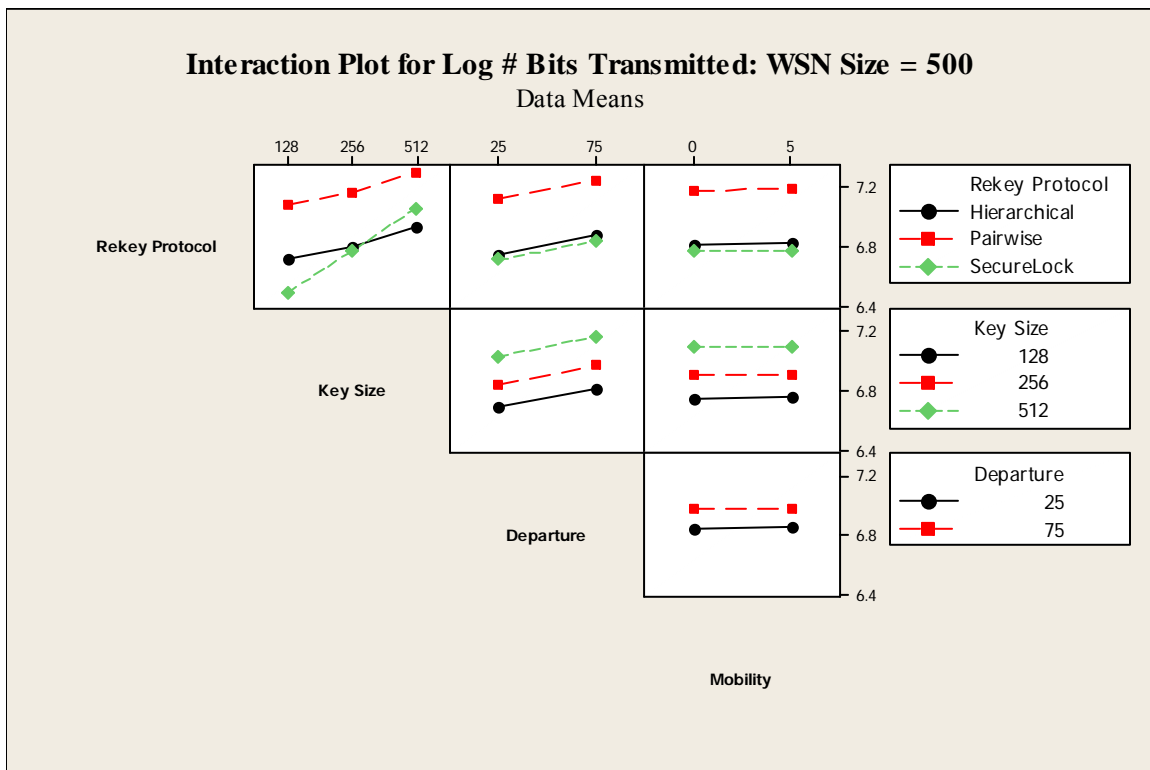 Interaction Plot for Log # Bits Transmitted: WSN Size = 500
Data Means
128 256 512 25 75 0 5
Rekey Protocol
7.2
6.8
6.4
Rekey Protocol
Hierarchical
Pairwise
SecureLock
Key Size
7.2
6.8
6.4
Key Size
128
256
512
Departure
7.2
6.8
6.4
Departure
25
75
Mobility